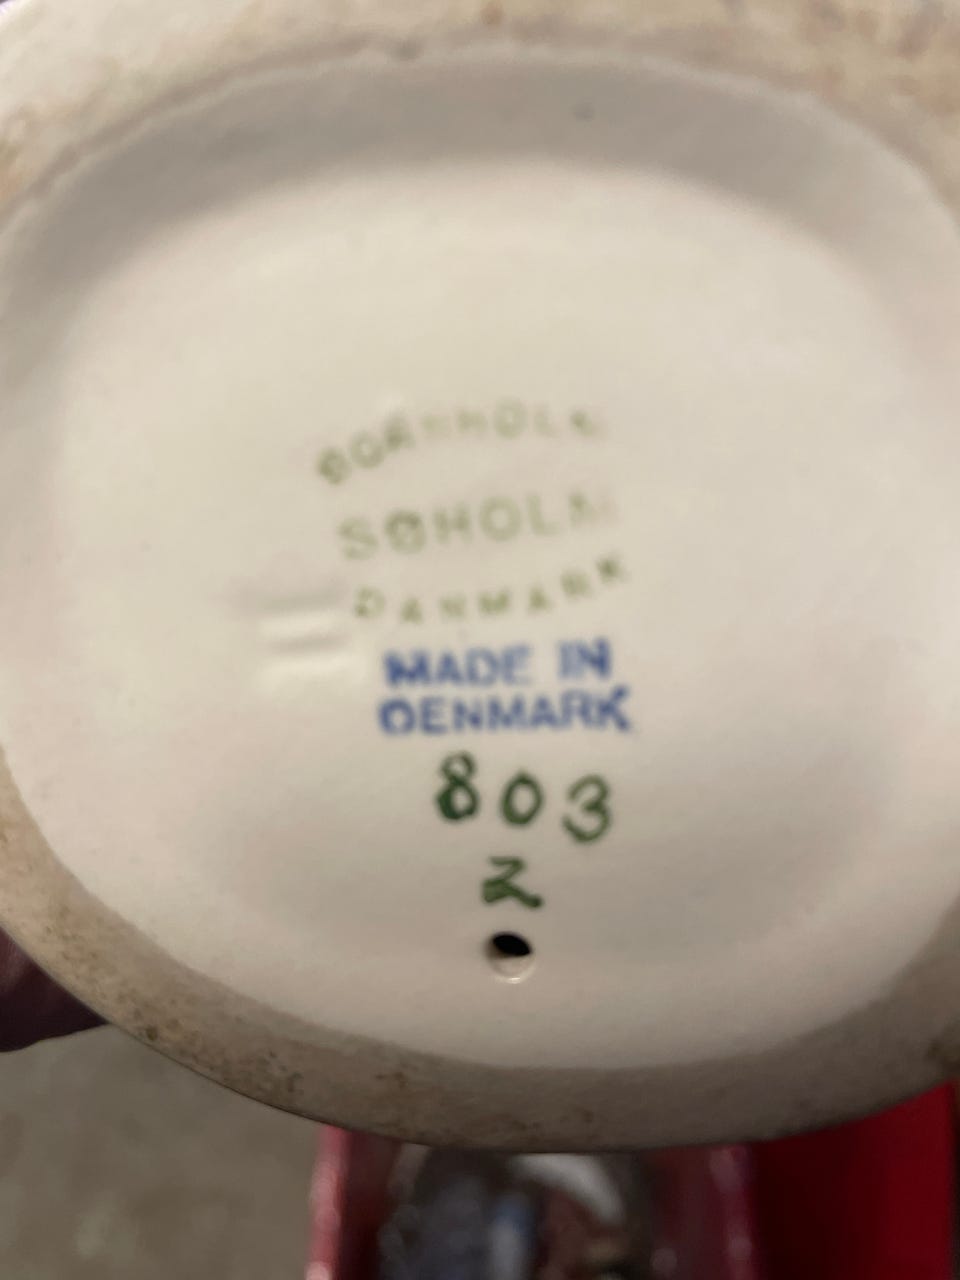 BORNHOLM
SØHOLM
DANMARK
MADE IN
DENMARK
803
2